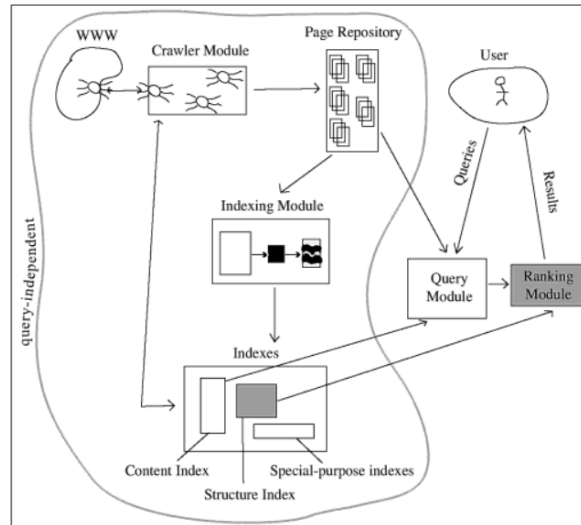 WWW
Crawler Module
Page Repository
User
Queries
Results
Indexing Module
query-independent
Query
Module
Ranking
Module
Indexes
Content Index
Special-purpose indexes
Structure Index